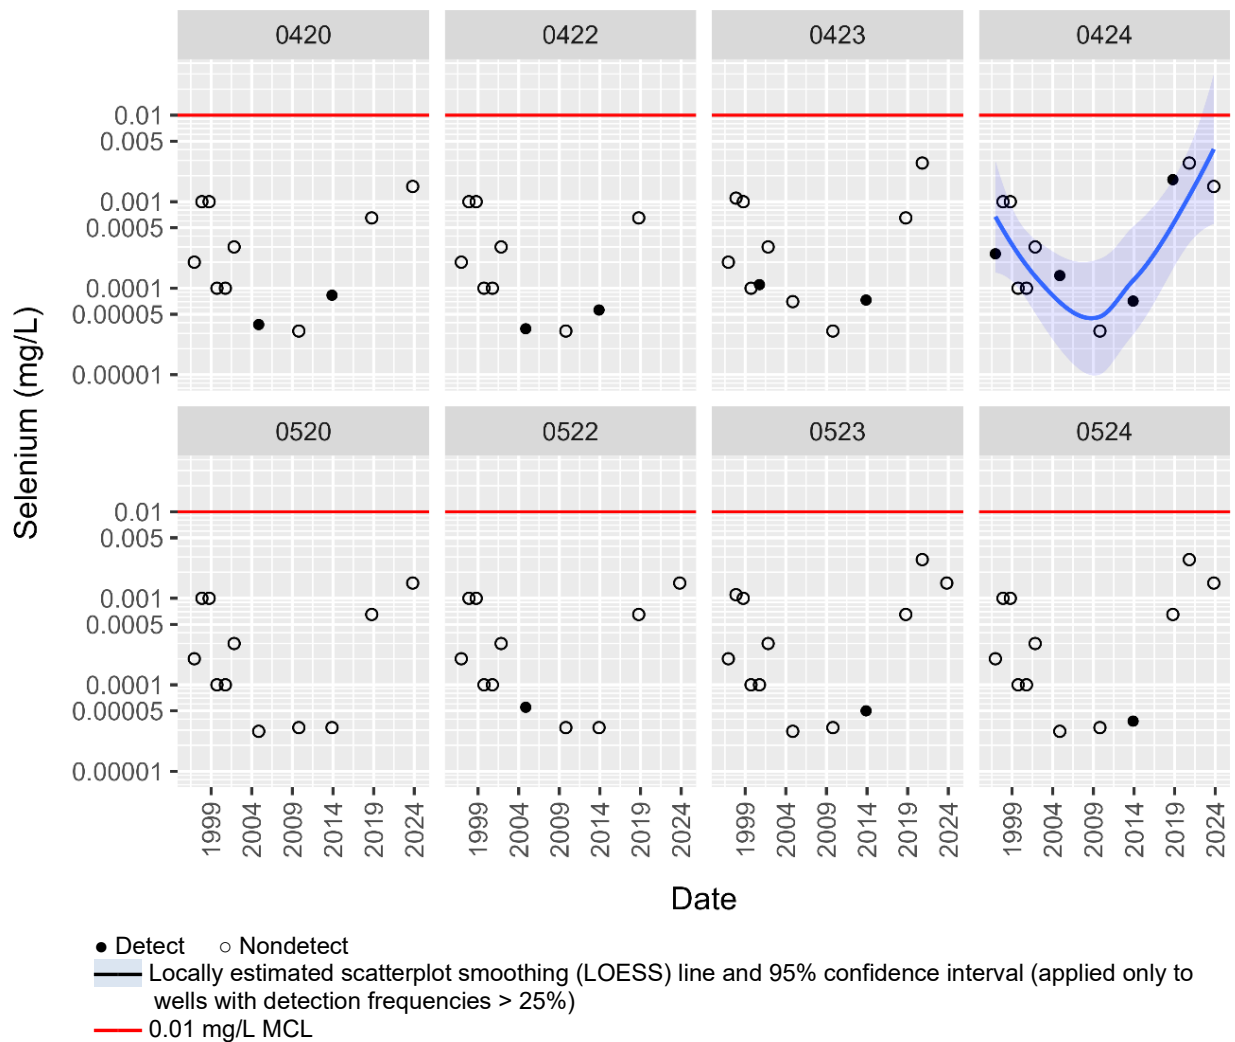 0420 0422 0423 0424
0.01
0.005
0.001
0.0005
0.0001
0.00005
0.00001
Selenium (mg/L)
0520 0522 0523 0524
0.01
0.005
0.001
0.0005
0.0001
0.00005
0.00001
1999 2004 2009 2014 2019 2024 1999 2004 2009 2014 2019 2024 1999 2004 2009 2014 2019 2024 1999 2004 2009 2014 2019 2024
Date
Detect Nondetect
Locally estimated scatterplot smoothing (LOESS) line and 95% confidence interval (applied only to
wells with detection frequencies > 25%)
0.01 mg/L MCL